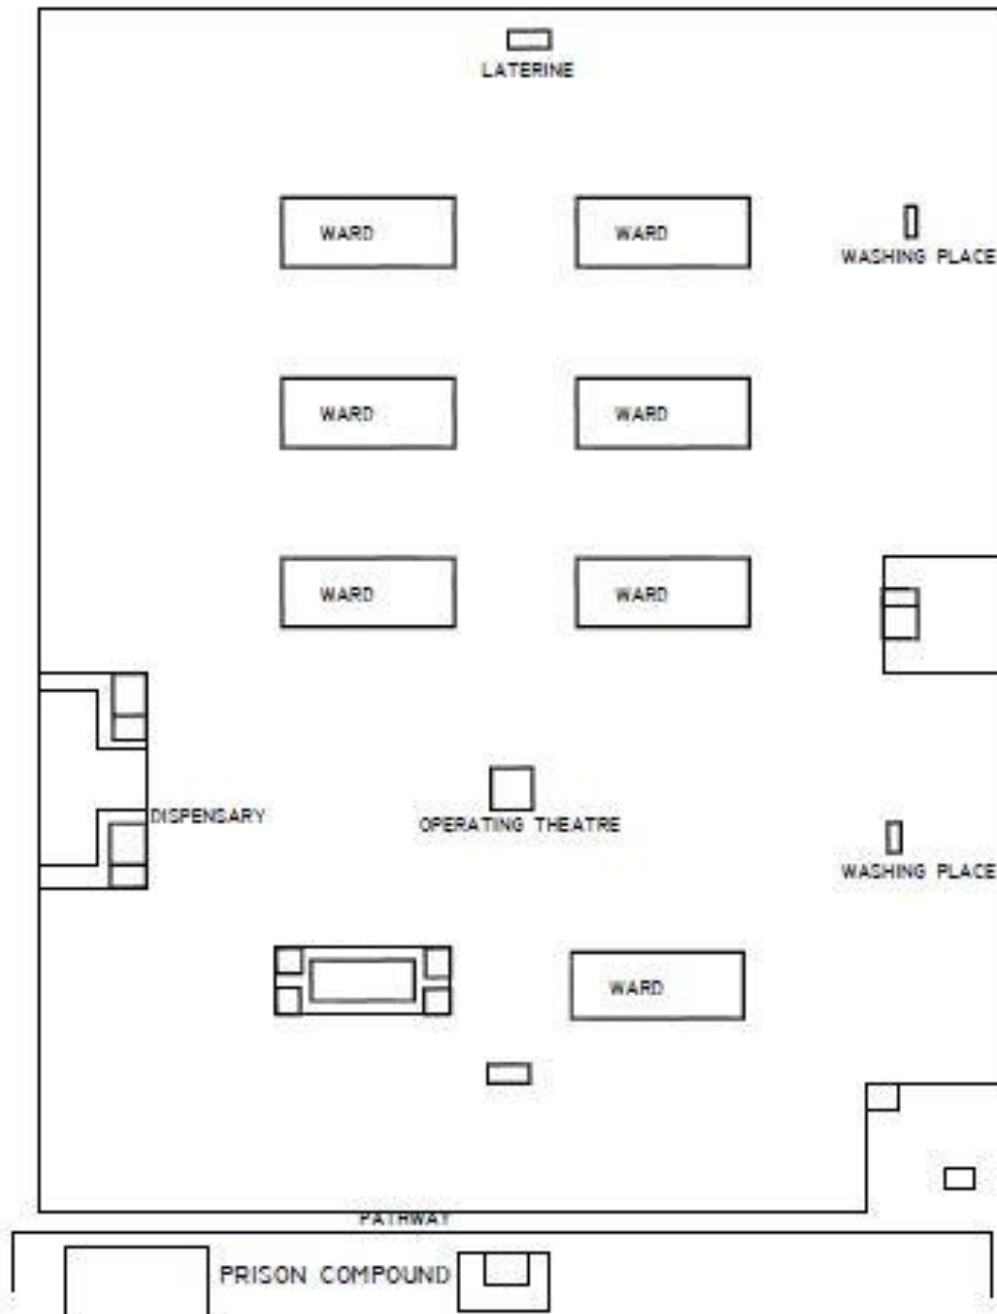 LATERINE
WARD WARD
WASHING PLACE
WARD WARD
WARD WARD
DISPENSARY
OPERATING THEATRE
WASHING PLACE
WARD
PATHWAY
PRISON COMPOUND